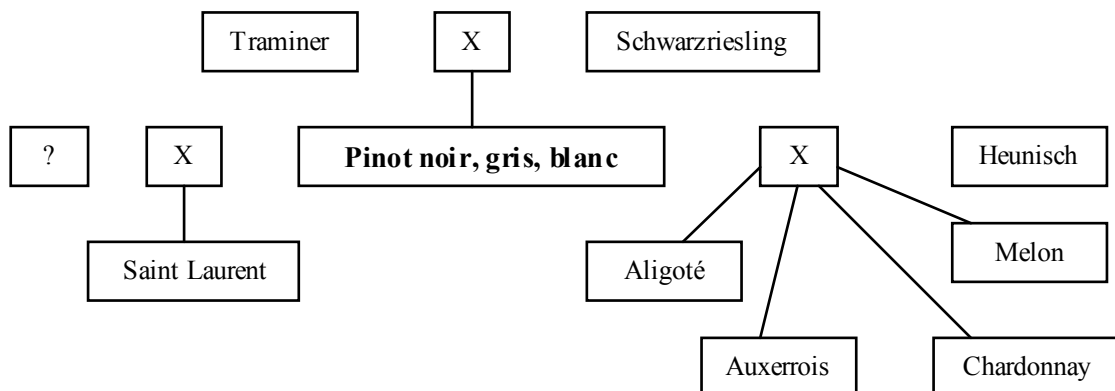 Traminer X Schwarzriesling
? X Pinot noir, gris, blanc X Heunisch
Saint Laurent Aligoté Melon
Auxerrois Chardonnay